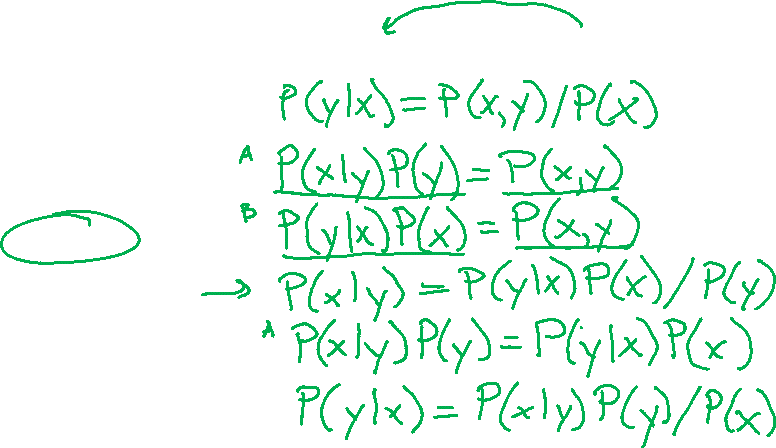 P(y|x) = P(x,y)/P(x)
A P(x|y)P(y) = P(x,y)
B P(y|x)P(x) = P(x,y)
→ P(x|y) = P(y|x)P(x)/P(y)
A P(x|y)P(y) = P(y|x)P(x)
P(y|x) = P(x|y)P(y)/P(x)